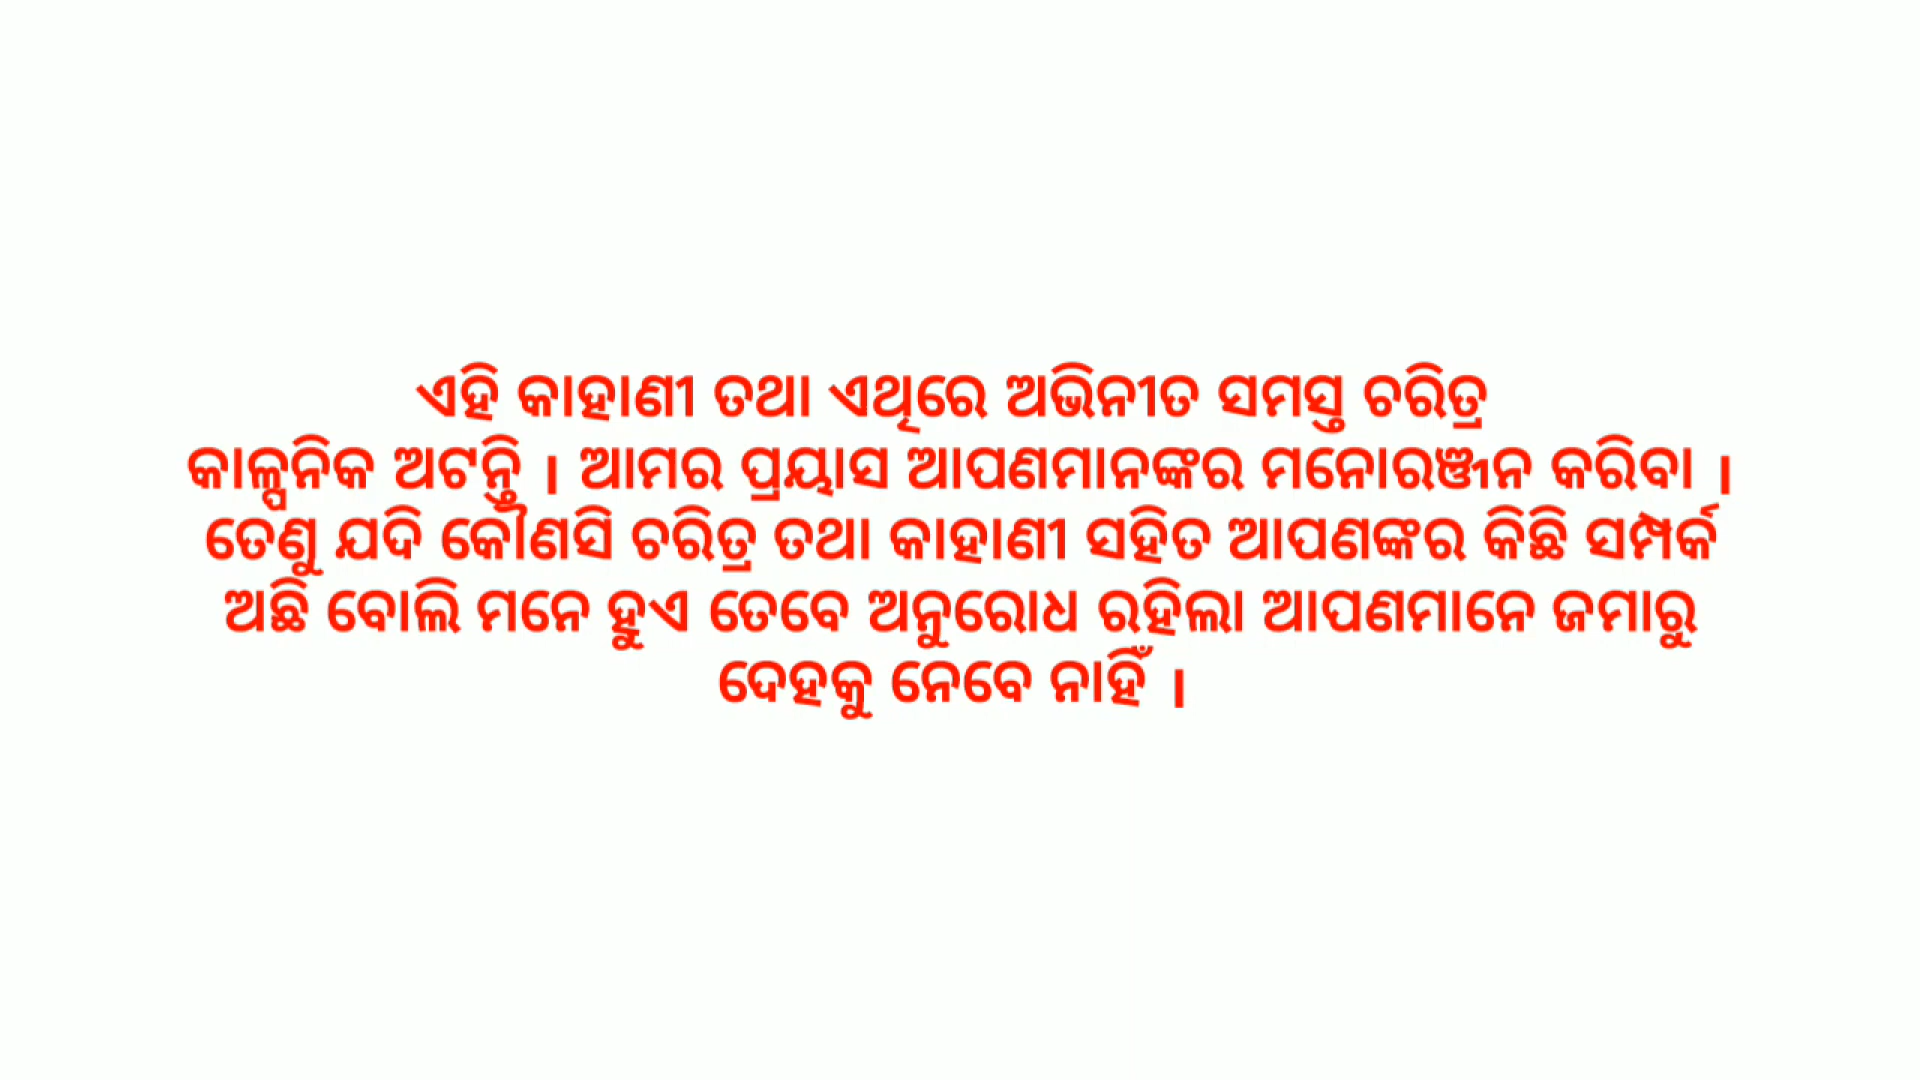 ଏହି କାହାଣୀ ତଥା ଏଥିରେ ଅଭିନୀତ ସମସ୍ତ ଚରିତ୍ର
କାଳ୍ପନିକ ଅଟନ୍ତି । ଆମର ପ୍ରୟାସ ଆପଣମାନଙ୍କର ମନୋରଞ୍ଜନ କରିବା ।
ତେଣୁ ଯଦି କୌଣସି ଚରିତ୍ର ତଥା କାହାଣୀ ସହିତ ଆପଣଙ୍କର କିଛି ସମ୍ପର୍କ
ଅଛି ବୋଲି ମନେ ହୁଏ ତେବେ ଅନୁରୋଧ ରହିଲା ଆପଣମାନେ ଜମାରୁ
ଦେହକୁ ନେବେ ନାହିଁ ।